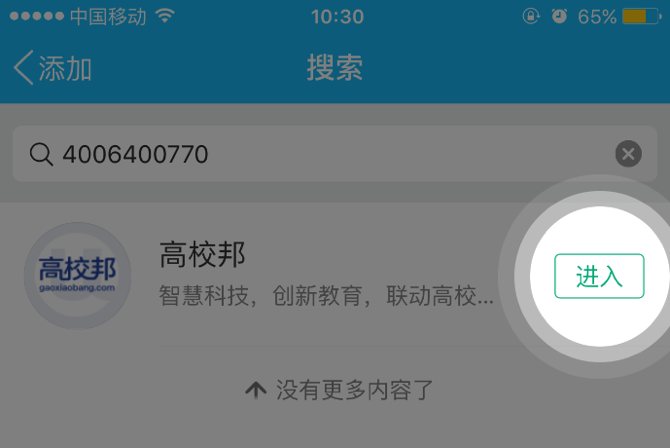 中国移动 10:30 65%
添加 搜索
4006400770
高校邦
gaoxiaobang.com
高校邦
智慧科技，创新教育，联动高校...
进入
没有更多内容了